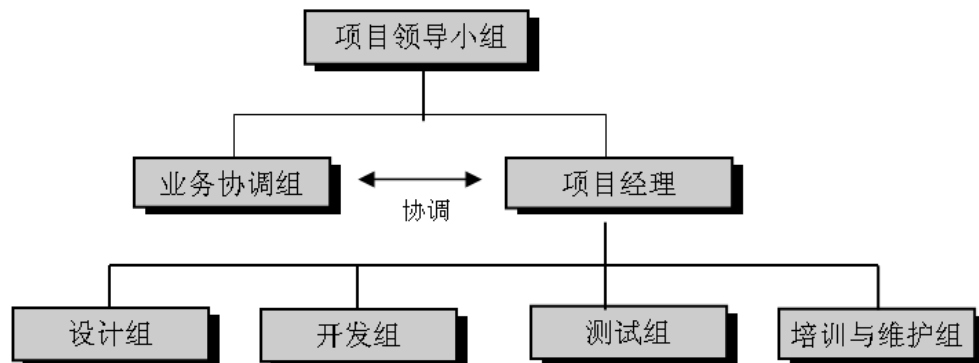 项目领导小组
业务协调组
项目经理
协调
设计组
开发组
测试组
培训与维护组